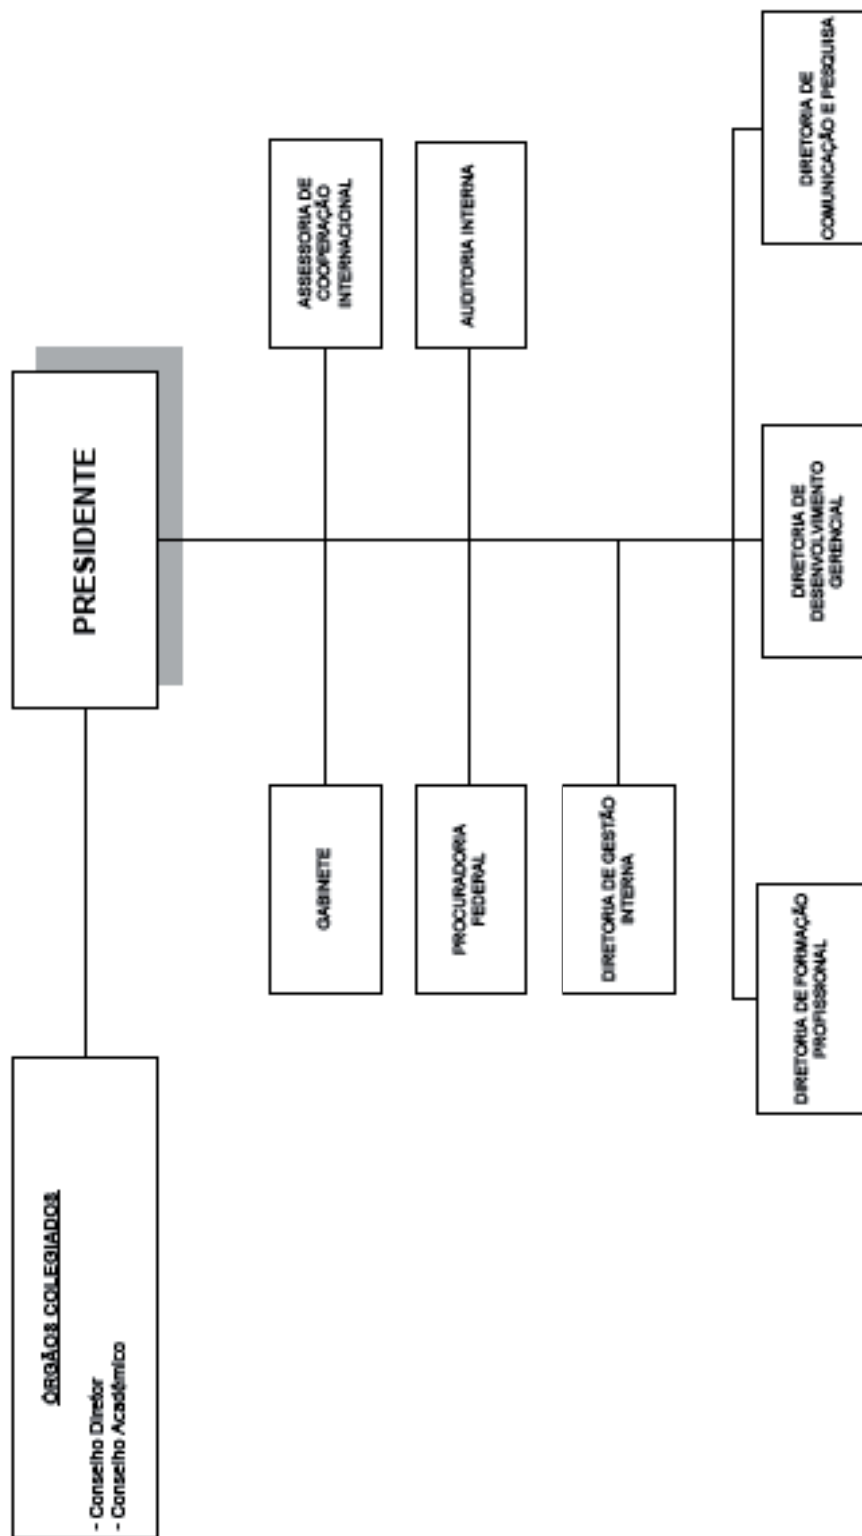 ÓRGÃOS COLEGIADOS
- Conselho Diretor
- Conselho Acadêmico
PRESIDENTE
GABINETE
ASSESSORIA DE
COOPERAÇÃO
INTERNACIONAL
PROCURADORIA
FEDERAL
AUDITORIA INTERNA
DIRETORIA DE GESTÃO
INTERNA
DIRETORIA DE FORMAÇÃO
PROFISSIONAL
DIRETORIA DE
DESENVOLVIMENTO
GERENCIAL
DIRETORIA DE
COMUNICAÇÃO E PESQUISA